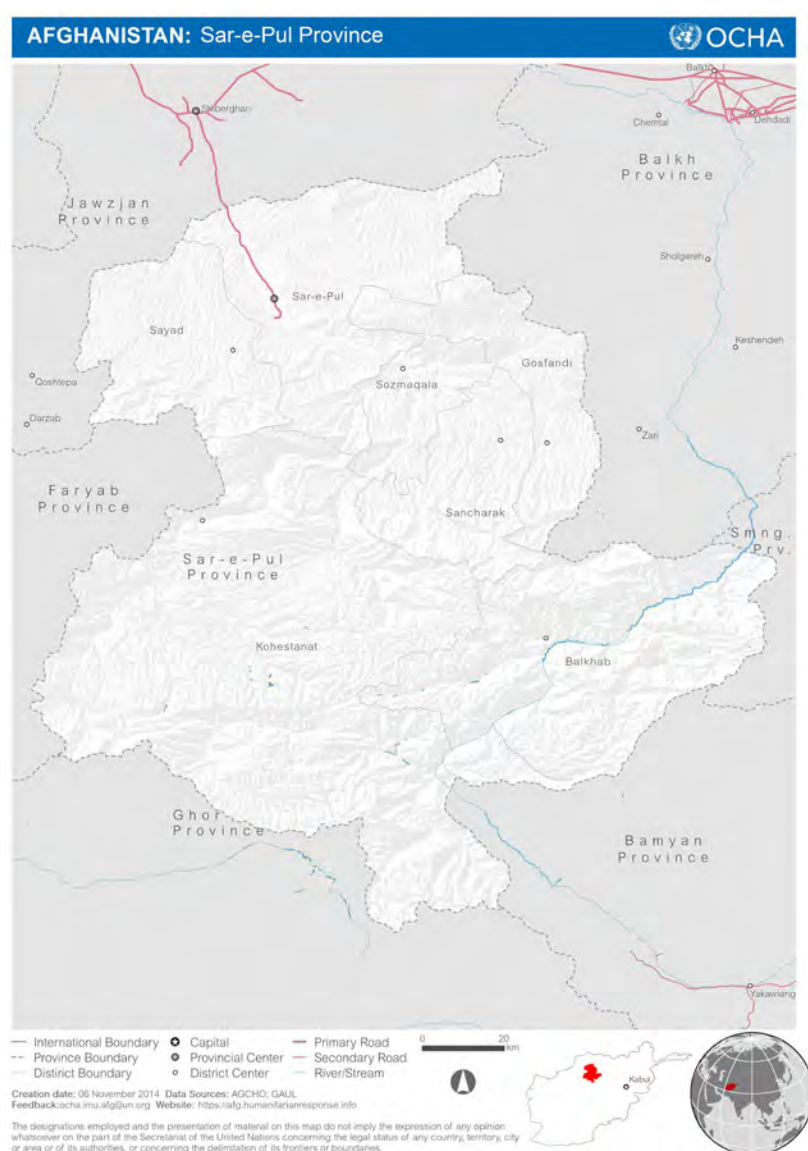 AFGHANISTAN: Sar-e-Pul Province
OCHA
Balkh
Shiberghan
Chemtal
Dehdadi
Balkh
Province
Jawzjan
Province
Sholgareh
Sar-e-Pul
Sayad
Keshendeh
Gosfandi
Qoshtepa
Sozmaqala
Darzab
Zari
Faryab
Province
Sancharak
Smng.
Prv.
Sar-e-Pul
Province
Kohestanat
Balkhab
Ghor
Province
Bamyan
Province
Yakawlang
International Boundary
Province Boundary
District Boundary
Capital
Provincial Center
District Center
Primary Road
Secondary Road
River/Stream
0 20
km
Kabul
Creation date: 06 November 2014 Data Sources: AGCHO, GAUL
Feedback:ocha.imu.afg@un.org Website: https://afg.humanitarianresponse.info
The designations employed and the presentation of material on this map do not imply the expression of any opinion
whatsoever on the part of the Secretariat of the United Nations concerning the legal status of any country, territory, city
or area or of its authorities, or concerning the delimitation of its frontiers or boundaries.